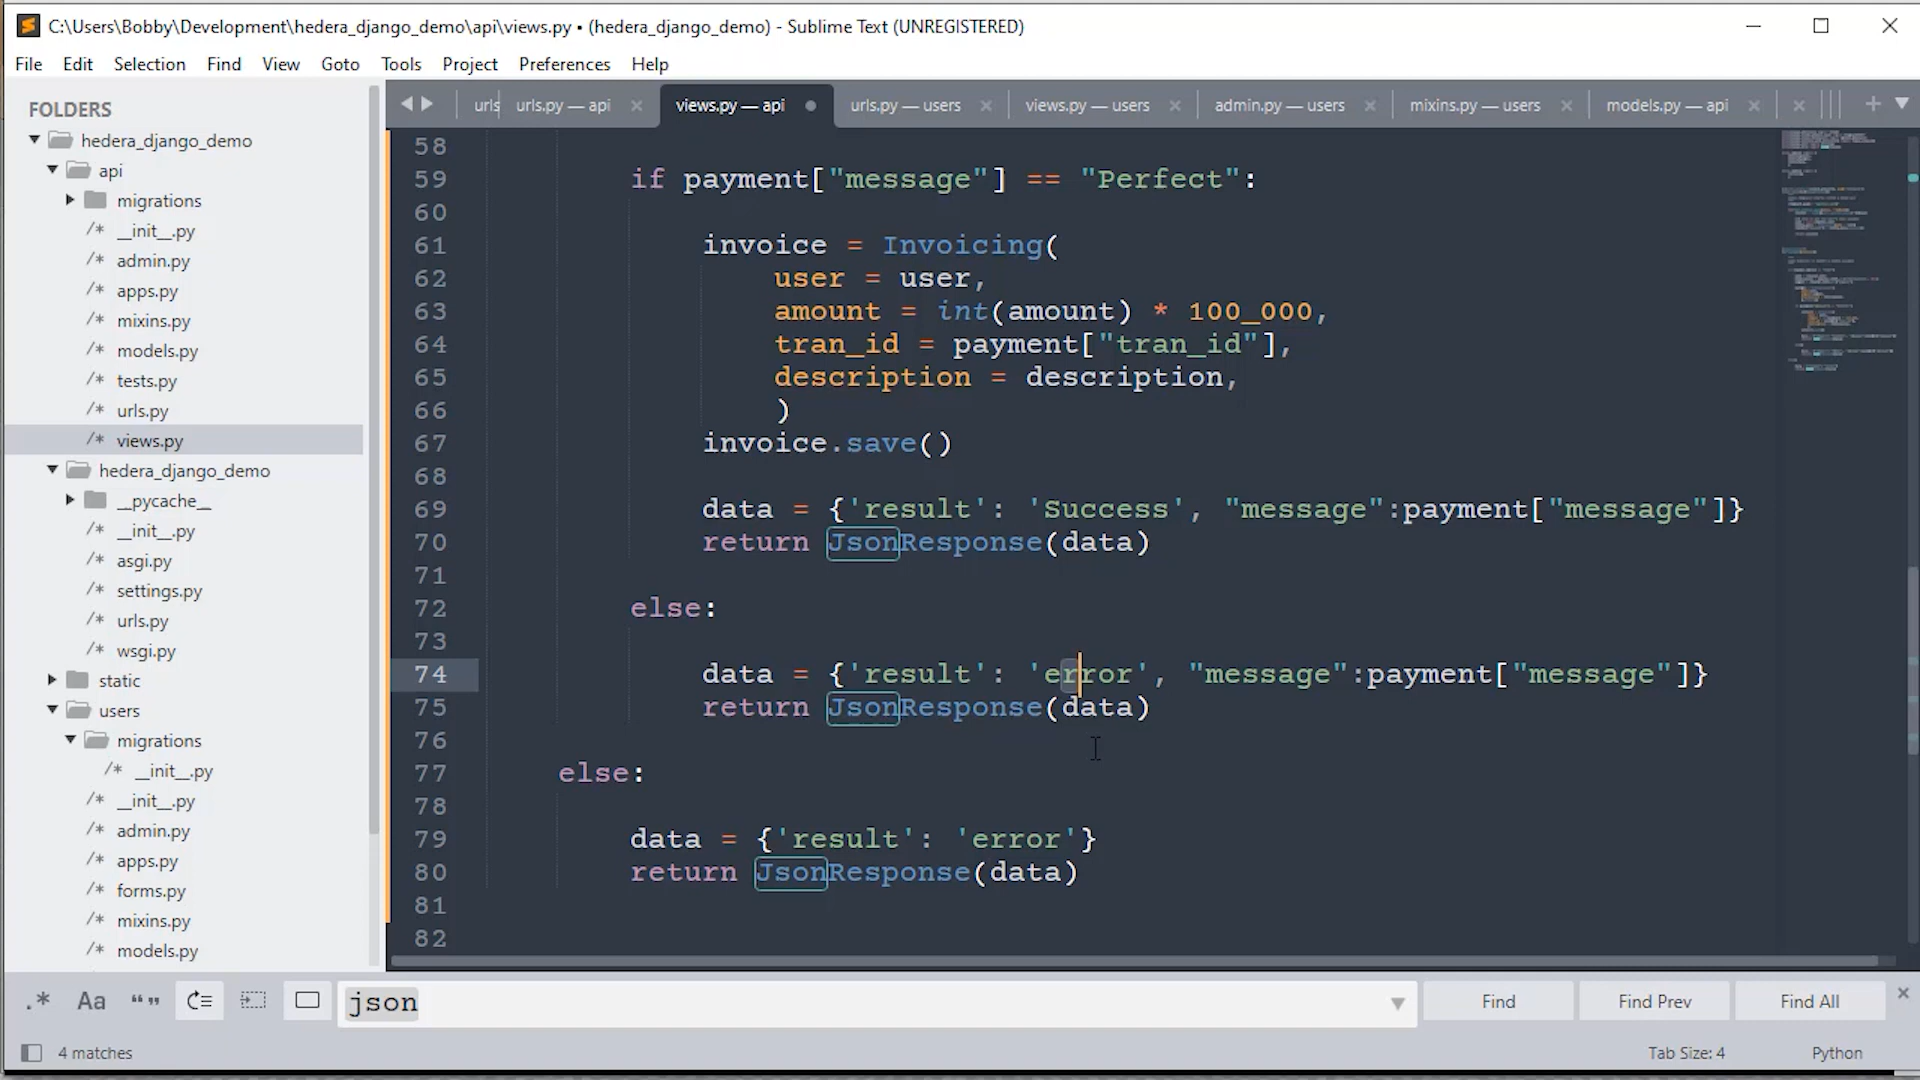 C:\Users\Bobby\Development\hedera_django_demo\api\views.py • (hedera_django_demo) - Sublime Text (UNREGISTERED)
File Edit Selection Find View Goto Tools Project Preferences Help
FOLDERS
hedera_django_demo
api
migrations
/* __init__.py
/* admin.py
/* apps.py
/* mixins.py
/* models.py
/* tests.py
/* urls.py
/* views.py
hedera_django_demo
__pycache__
/* __init__.py
/* asgi.py
/* settings.py
/* urls.py
/* wsgi.py
static
users
migrations
/* __init__.py
/* __init__.py
/* admin.py
/* apps.py
/* forms.py
/* mixins.py
/* models.py
urls urls.py — api views.py — api urls.py — users views.py — users admin.py — users mixins.py — users models.py — api
58
59 if payment["message"] == "Perfect":
60
61 invoice = Invoicing(
62 user = user,
63 amount = int(amount) * 100_000,
64 tran_id = payment["tran_id"],
65 description = description,
66 )
67 invoice.save()
68
69 data = {'result': 'Success', "message":payment["message"]}
70 return JsonResponse(data)
71
72 else:
73
74 data = {'result': 'error', "message":payment["message"]}
75 return JsonResponse(data)
76
77 else:
78
79 data = {'result': 'error'}
80 return JsonResponse(data)
81
82
.* Aa “ ” json Find Find Prev Find All
4 matches Tab Size: 4 Python